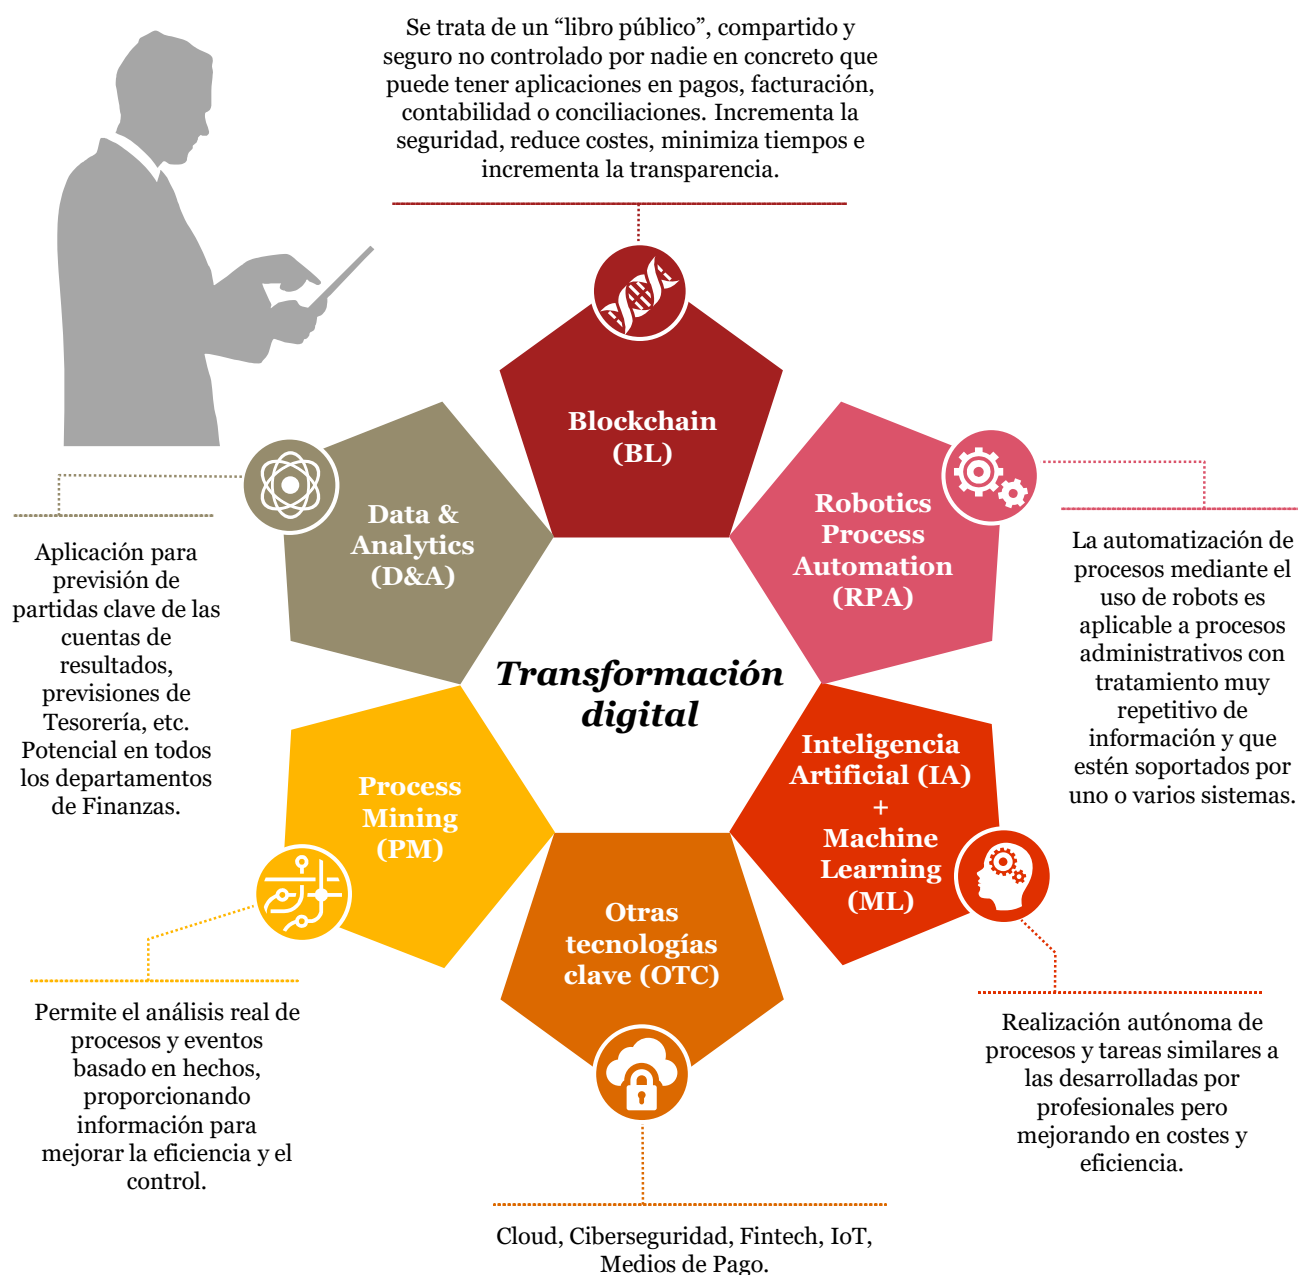 Se trata de un “libro público”, compartido y
seguro no controlado por nadie en concreto que
puede tener aplicaciones en pagos, facturación,
contabilidad o conciliaciones. Incrementa la
seguridad, reduce costes, minimiza tiempos e
incrementa la transparencia.
Blockchain
(BL)
Robotics
Process
Automation
(RPA)
La automatización de
procesos mediante el
uso de robots es
aplicable a procesos
administrativos con
tratamiento muy
repetitivo de
información y que
estén soportados por
uno o varios sistemas.
Data &
Analytics
(D&A)
Aplicación para
previsión de
partidas clave de las
cuentas de
resultados,
previsiones de
Tesorería, etc.
Potencial en todos
los departamentos
de Finanzas.
Transformación
digital
Inteligencia
Artificial (IA)
+
Machine
Learning
(ML)
Realización autónoma de
procesos y tareas similares a
las desarrolladas por
profesionales pero
mejorando en costes y
eficiencia.
Process
Mining
(PM)
Permite el análisis real de
procesos y eventos
basado en hechos,
proporcionando
información para
mejorar la eficiencia y el
control.
Otras
tecnologías
clave (OTC)
Cloud, Ciberseguridad, Fintech, IoT,
Medios de Pago.